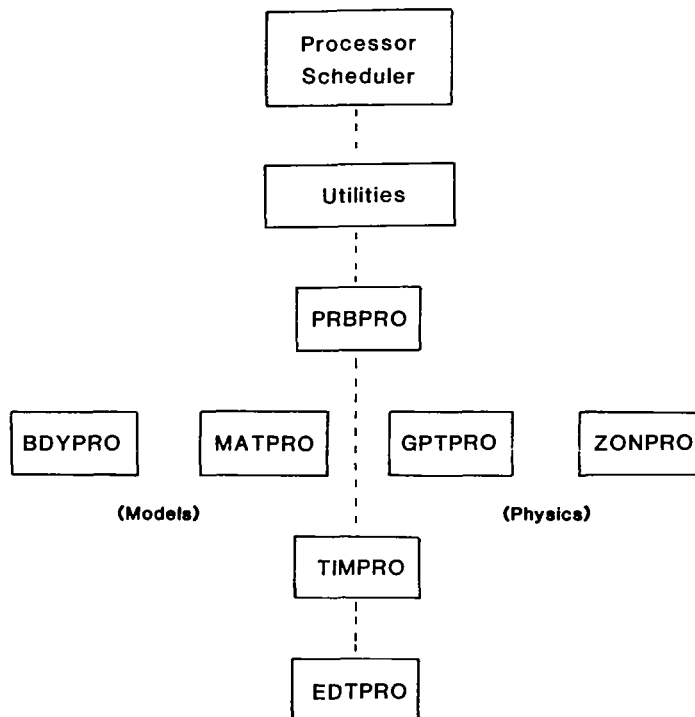 Processor
Scheduler
Utilities
PRBPRO
BDYPRO
MATPRO
GPTPRO
ZONPRO
(Models)
(Physics)
TIMPRO
EDTPRO